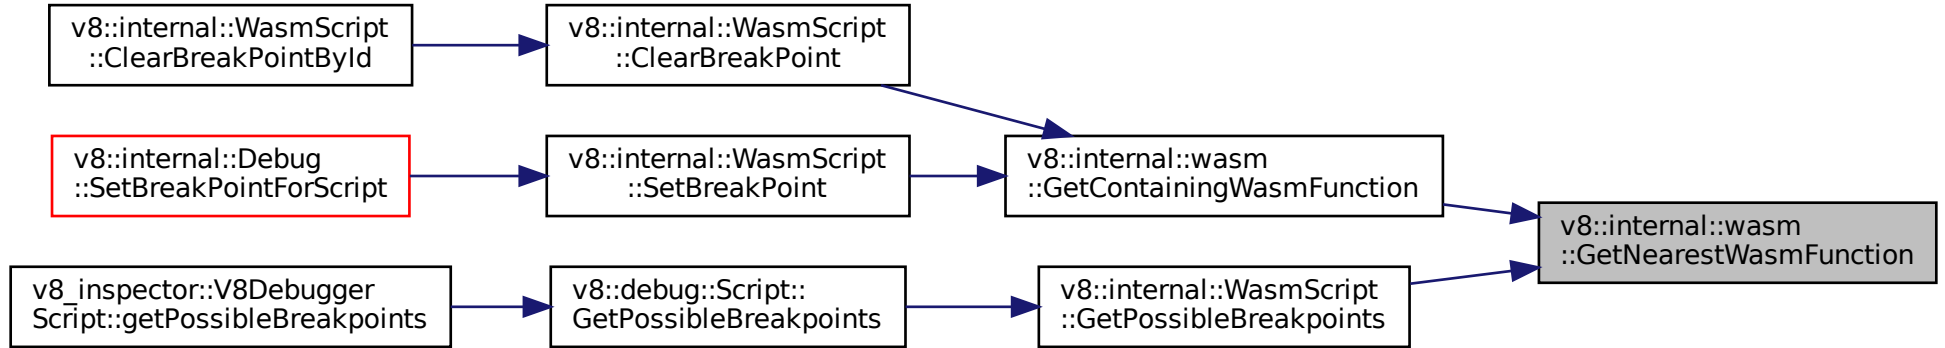 v8::internal::WasmScript
::ClearBreakPointById
v8::internal::WasmScript
::ClearBreakPoint
v8::internal::Debug
::SetBreakPointForScript
v8::internal::WasmScript
::SetBreakPoint
v8::internal::wasm
::GetContainingWasmFunction
v8::internal::wasm
::GetNearestWasmFunction
v8_inspector::V8Debugger
Script::getPossibleBreakpoints
v8::debug::Script::
GetPossibleBreakpoints
v8::internal::WasmScript
::GetPossibleBreakpoints